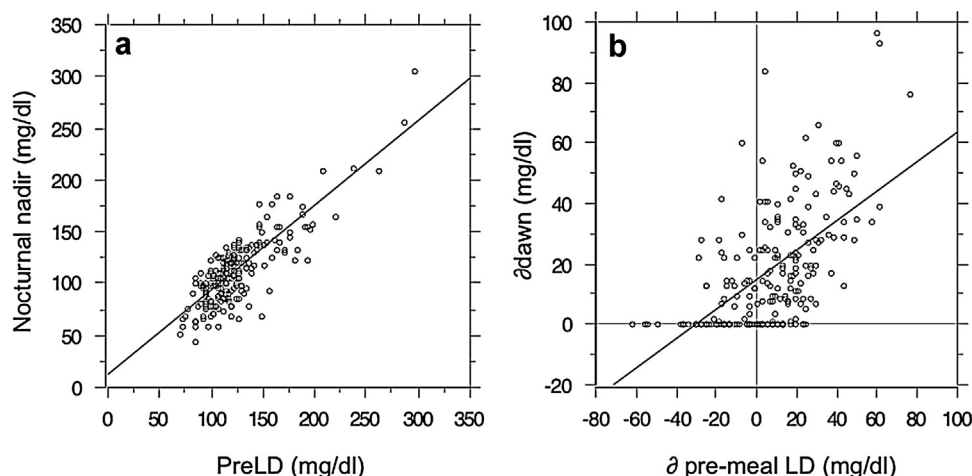 a
Nocturnal nadir (mg/dl)
350
300
250
200
150
100
50
0
0 50 100 150 200 250 300 350
PreLD (mg/dl)
b
∂dawn (mg/dl)
100
80
60
40
20
0
-20
-80 -60 -40 -20 0 20 40 60 80 100
∂ pre-meal LD (mg/dl)